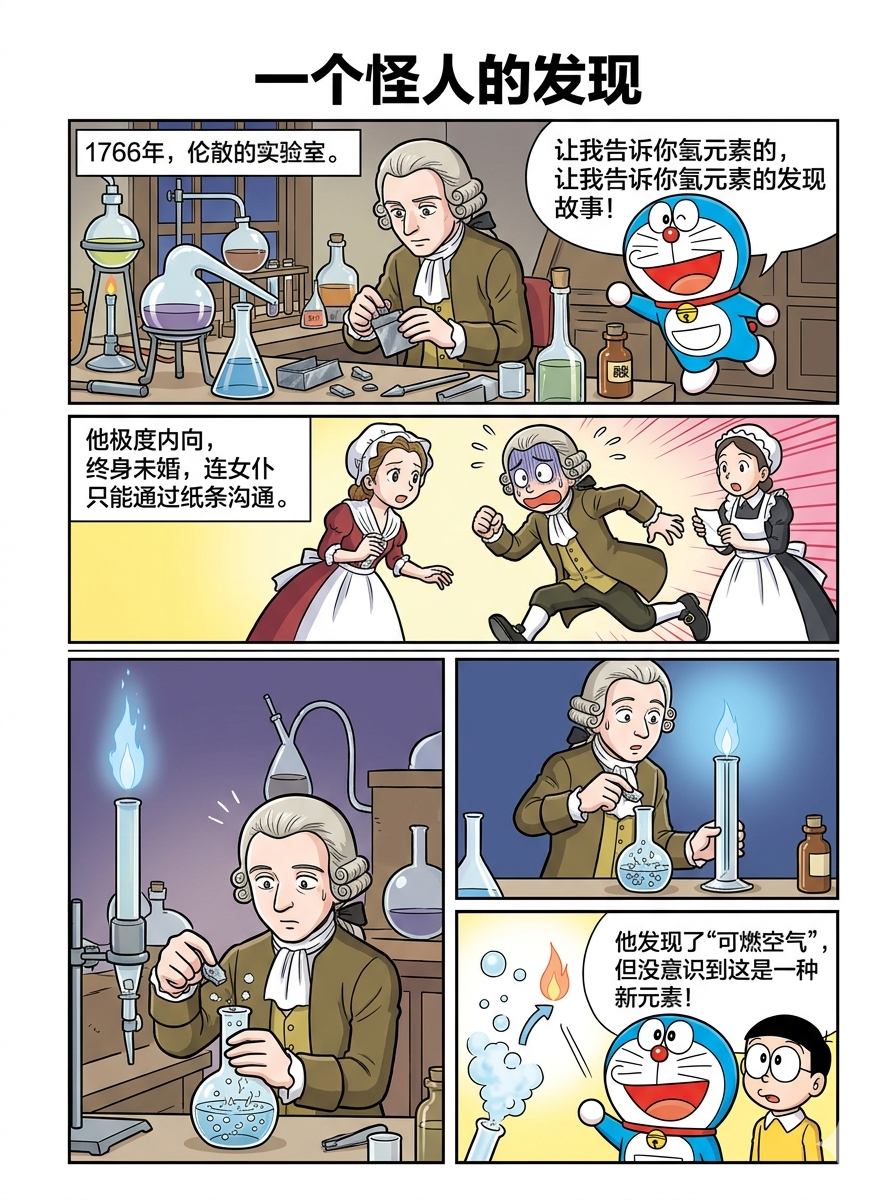 一个怪人的发现
1766年，伦敵的实验室。
让我告诉你氫元素的，
让我告诉你氫元素的发现
故事！
他极度内向，
终身未婚，连女仆
只能通过纸条沟通。
他发现了“可燃空气”，
但没意识到这是一种
新元素！